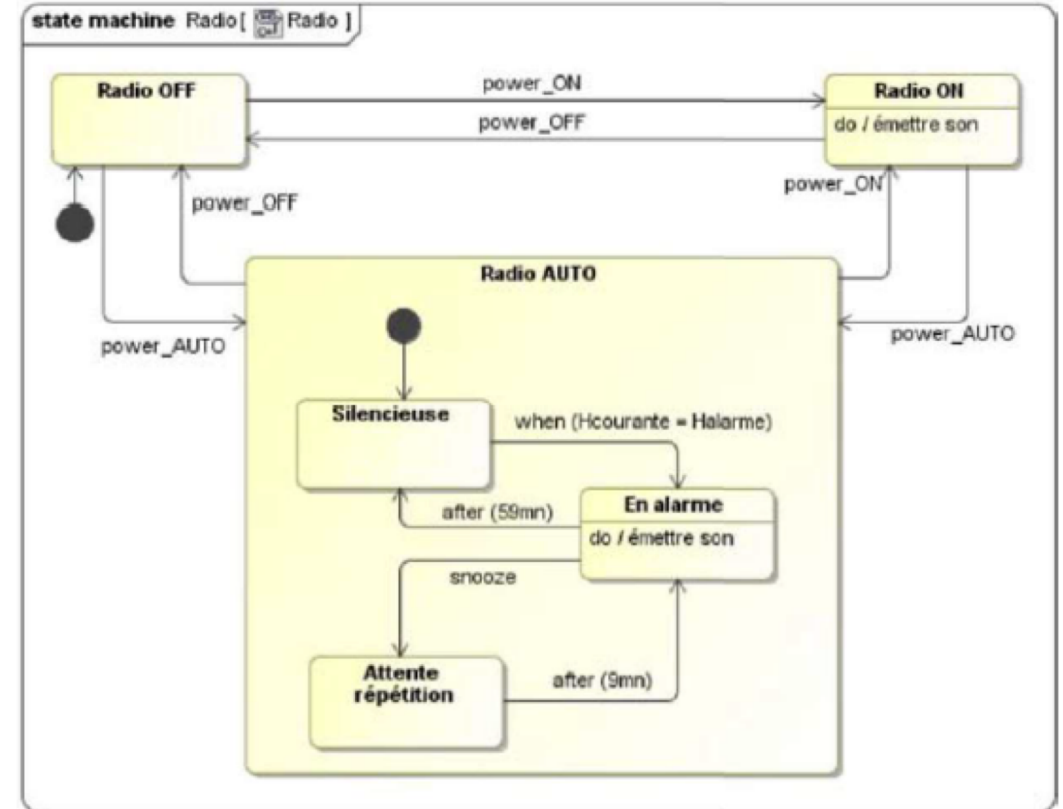 state machine Radio [ Radio ]
Radio OFF
power_ON
Radio ON
power_OFF
do / émettre son
power_OFF
power_ON
Radio AUTO
power_AUTO
power_AUTO
Silencieuse
when (Hcourante = Halarme)
En alarme
after (59mn)
do / émettre son
snooze
Attente
répétition
after (9mn)